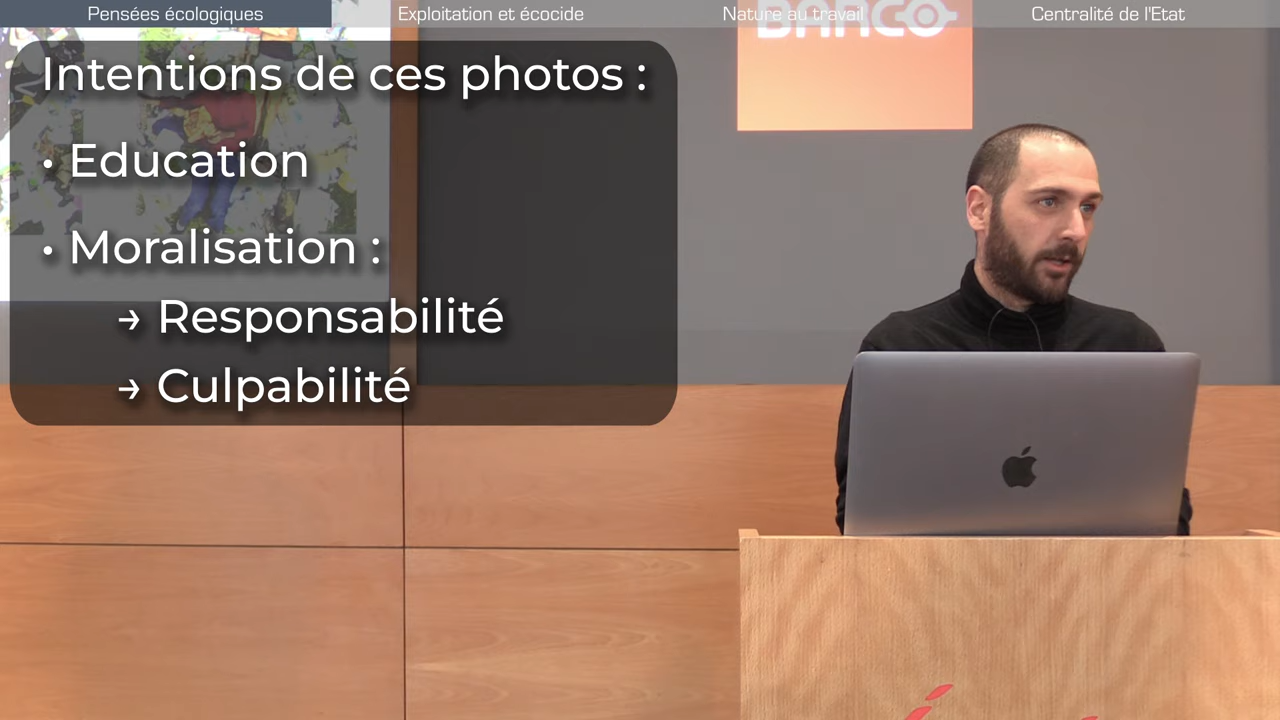 Pensées écologiques
Exploitation et écocide
Nature au travail
Centralité de l'Etat
BARCO
Intentions de ces photos :
• Education
• Moralisation :
→ Responsabilité
→ Culpabilité